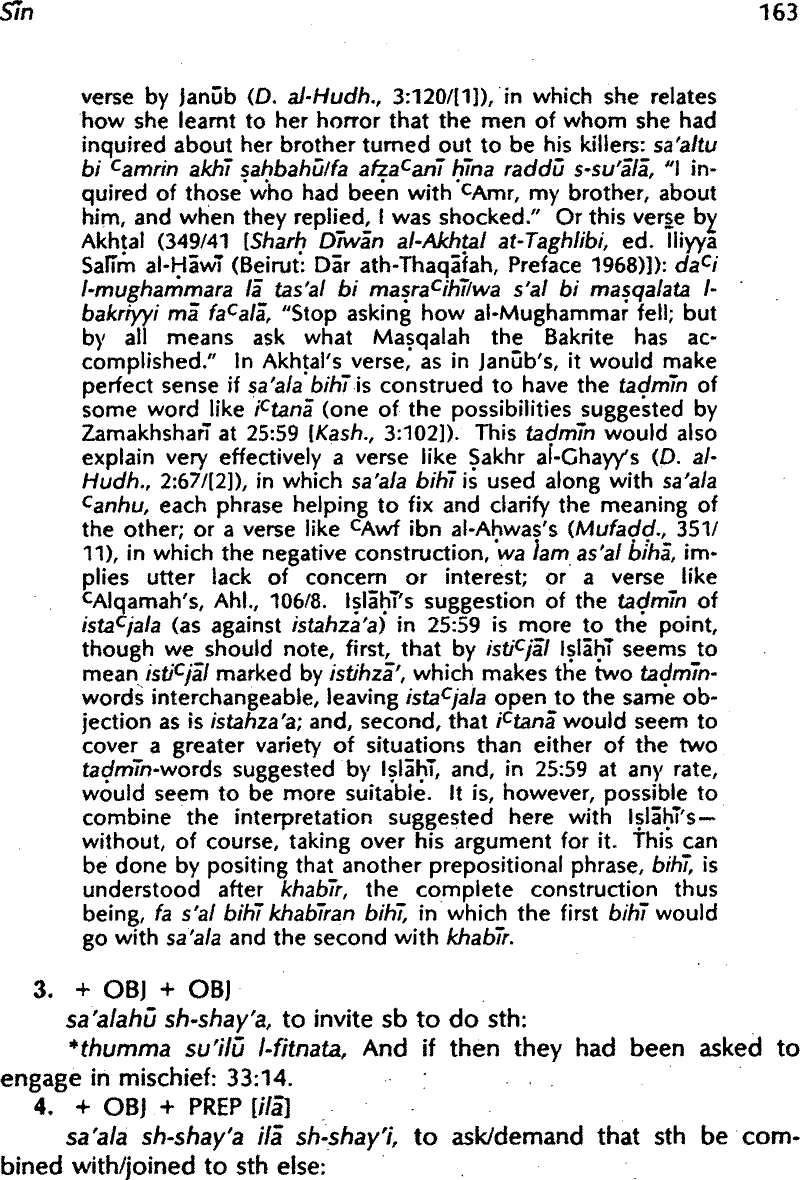 Sīn 163
verse by Janūb (D. al-Hudh., 3:120/[1]), in which she relates
how she learnt to her horror that the men of whom she had
inquired about her brother turned out to be his killers: sa'altu
bi ᶜamrin akhī ṣaḥbahū/fa afẓaᶜanī ḥīna raddū s-su'ālā, "I in-
quired of those who had been with ᶜAmr, my brother, about
him, and when they replied, I was shocked." Or this verse by
Akhṭal (349/41 [Sharḥ Dīwān al-Akhṭal at-Taghlibi, ed. Iliyyā
Salīm al-Ḥāwī (Beirut: Dār ath-Thaqāfah, Preface 1968)]): daᶜi
l-mughammara lā tas'al bi maṣraᶜihī/wa s'al bi maṣqalata l-
bakriyyi mā faᶜalā, "Stop asking how al-Mughammar fell; but
by all means ask what Maṣqalah the Bakrite has ac-
complished." In Akhṭal's verse, as in Janūb's, it would make
perfect sense if sa'ala bihī is construed to have the taḍmīn of
some word like iᶜtanā (one of the possibilities suggested by
Zamakhsharī at 25:59 [Kash., 3:102]). This taḍmīn would also
explain very effectively a verse like Ṣakhr al-Ghayy's (D. al-
Hudh., 2:67/[2]), in which sa'ala bihī is used along with sa'ala
ᶜanhu, each phrase helping to fix and clarify the meaning of
the other; or a verse like ᶜAwf ibn al-Aḥwaṣ's (Mufaḍḍ., 351/
11), in which the negative construction, wa lam as'al bihā, im-
plies utter lack of concern or interest; or a verse like
ᶜAlqamah's, Ahl., 106/8. Iṣlāḥī's suggestion of the taḍmīn of
istaᶜjala (as against istahza'a) in 25:59 is more to the point,
though we should note, first, that by istiᶜjāl Iṣlāḥī seems to
mean istiᶜjāl marked by istihzā', which makes the two taḍmīn-
words interchangeable, leaving istaᶜjala open to the same ob-
jection as is istahza'a; and, second, that iᶜtanā would seem to
cover a greater variety of situations than either of the two
taḍmīn-words suggested by Iṣlāḥī, and, in 25:59 at any rate,
would seem to be more suitable. It is, however, possible to
combine the interpretation suggested here with Iṣlāḥī's—
without, of course, taking over his argument for it. This can
be done by positing that another prepositional phrase, bihī, is
understood after khabīr, the complete construction thus
being, fa s'al bihī khabīran bihī, in which the first bihī would
go with sa'ala and the second with khabīr.
3. + OBJ + OBJ
sa'alahū sh-shay'a, to invite sb to do sth:
*thumma su'ilū l-fitnata, And if then they had been asked to
engage in mischief: 33:14.
4. + OBJ + PREP [ilā]
sa'ala sh-shay'a ilā sh-shay'i, to ask/demand that sth be com-
bined with/joined to sth else: